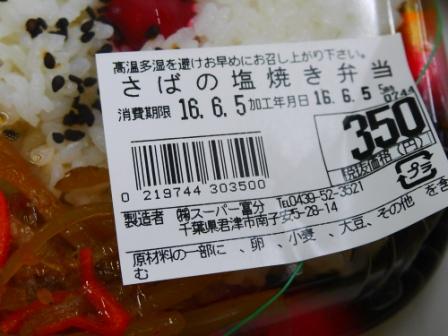 高温多湿を避けお早めにお召し上がり下さい。
さばの塩焼き弁当
消費期限 16.6.5 加工年月日 16.6.5
350
税抜価格(円)
0 219744 303500
製造者 ㈱スーパー富分
千葉県君津市南子安5-28-14
TEL0439-52-3521
原材料の一部に、卵、小麦、大豆、その他 を含
む